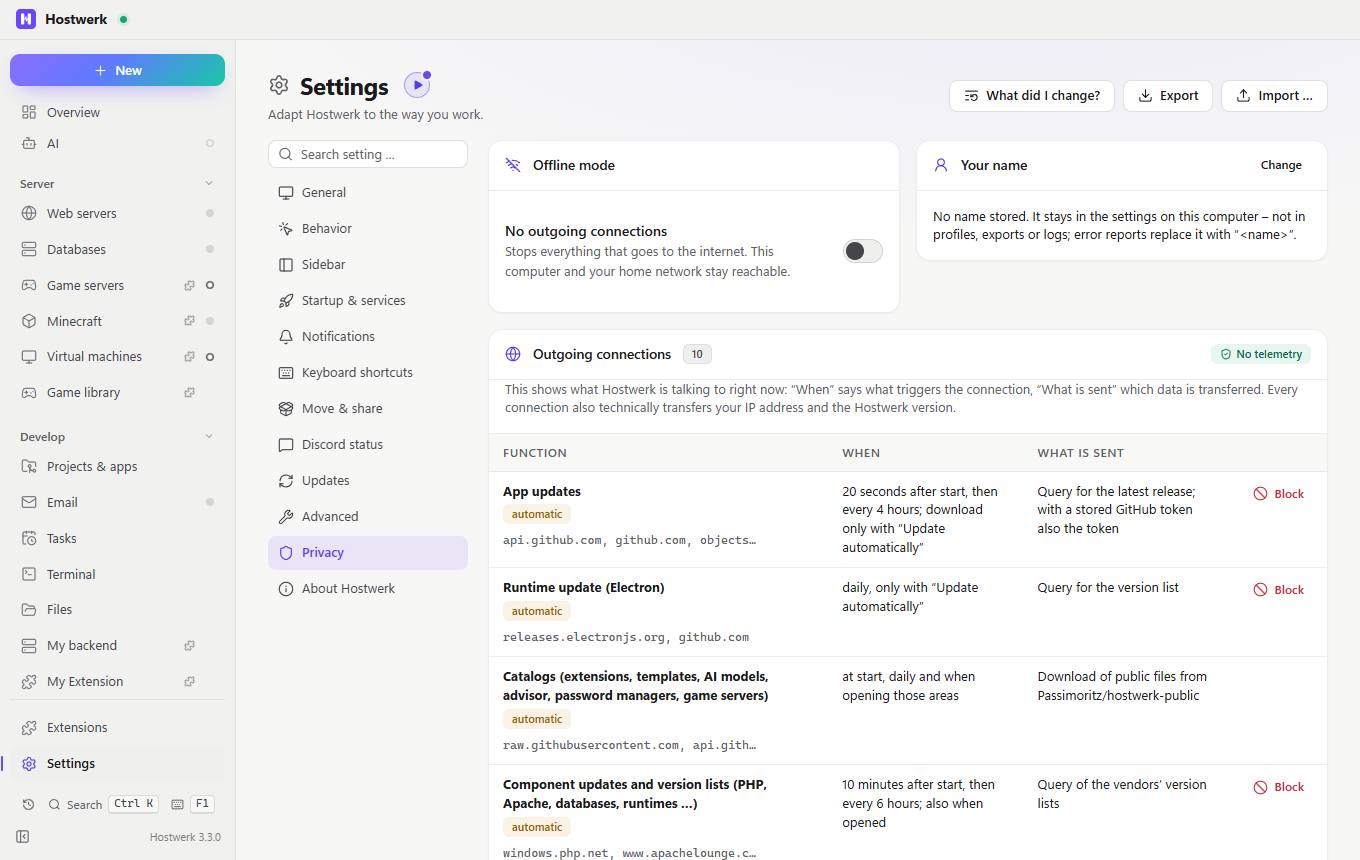 Hostwerk
New
Overview
AI
Server
Web servers
Databases
Game servers
Minecraft
Virtual machines
Game library
Develop
Projects & apps
Email
Tasks
Terminal
Files
My backend
My Extension
Extensions
Settings
Search Ctrl K F1
Hostwerk 3.3.0
Settings
Adapt Hostwerk to the way you work.
What did I change?
Export
Import ...
Search setting ...
General
Behavior
Sidebar
Startup & services
Notifications
Keyboard shortcuts
Move & share
Discord status
Updates
Advanced
Privacy
About Hostwerk
Offline mode
No outgoing connections
Stops everything that goes to the internet. This
computer and your home network stay reachable.
Your name
Change
No name stored. It stays in the settings on this computer – not in
profiles, exports or logs; error reports replace it with “<name>”.
Outgoing connections 10
No telemetry
This shows what Hostwerk is talking to right now: “When” says what triggers the connection, “What is sent” which data is transferred. Every
connection also technically transfers your IP address and the Hostwerk version.
FUNCTION WHEN WHAT IS SENT
App updates
automatic
api.github.com, github.com, objects…
20 seconds after start, then
every 4 hours; download
only with “Update
automatically”
Query for the latest release;
with a stored GitHub token
also the token
Block
Runtime update (Electron)
automatic
releases.electronjs.org, github.com
daily, only with “Update
automatically”
Query for the version list
Block
Catalogs (extensions, templates, AI models,
advisor, password managers, game servers)
automatic
raw.githubusercontent.com, api.gith…
at start, daily and when
opening those areas
Download of public files from
Passimoritz/hostwerk-public
Component updates and version lists (PHP,
Apache, databases, runtimes ...)
automatic
windows.php.net, www.apachelounge.c…
10 minutes after start, then
every 6 hours; also when
opened
Query of the vendors’ version
lists
Block